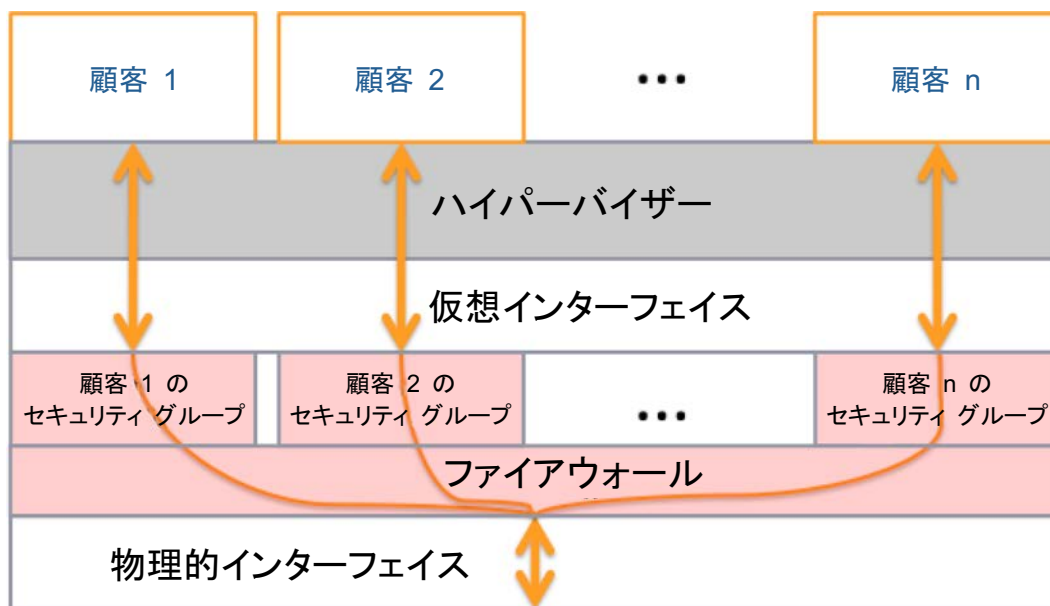 顧客 1
顧客 2
•••
顧客 n
ハイパーバイザー
仮想インターフェイス
顧客 1 の
セキュリティ グループ
顧客 2 の
セキュリティ グループ
•••
顧客 n の
セキュリティ グループ
ファイアウォール
物理的インターフェイス